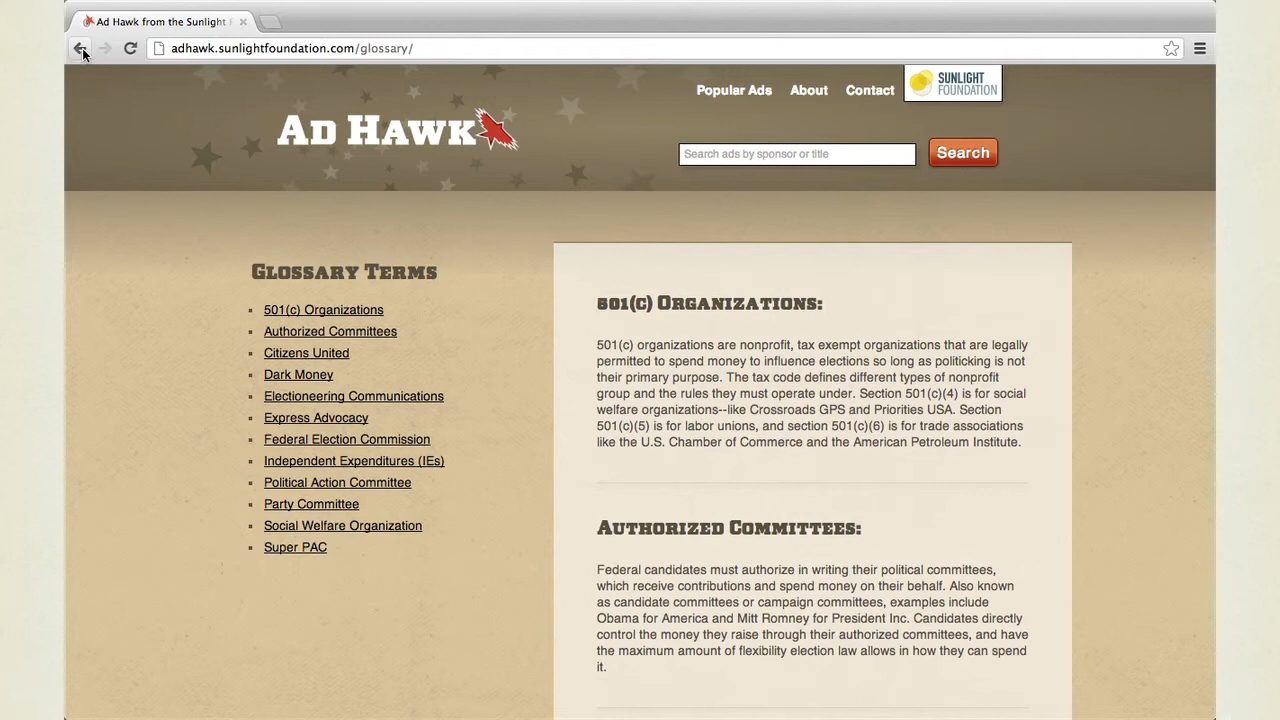 Ad Hawk from the Sunlight F
adhawk.sunlightfoundation.com/glossary/
Popular Ads About Contact SUNLIGHT FOUNDATION
AD HAWK
Search ads by sponsor or title Search
GLOSSARY TERMS
501(c) Organizations
Authorized Committees
Citizens United
Dark Money
Electioneering Communications
Express Advocacy
Federal Election Commission
Independent Expenditures (IEs)
Political Action Committee
Party Committee
Social Welfare Organization
Super PAC
501(C) ORGANIZATIONS:
501(c) organizations are nonprofit, tax exempt organizations that are legally
permitted to spend money to influence elections so long as politicking is not
their primary purpose. The tax code defines different types of nonprofit
group and the rules they must operate under. Section 501(c)(4) is for social
welfare organizations--like Crossroads GPS and Priorities USA. Section
501(c)(5) is for labor unions, and section 501(c)(6) is for trade associations
like the U.S. Chamber of Commerce and the American Petroleum Institute.
AUTHORIZED COMMITTEES:
Federal candidates must authorize in writing their political committees,
which receive contributions and spend money on their behalf. Also known
as candidate committees or campaign committees, examples include
Obama for America and Mitt Romney for President Inc. Candidates directly
control the money they raise through their authorized committees, and have
the maximum amount of flexibility election law allows in how they can spend
it.